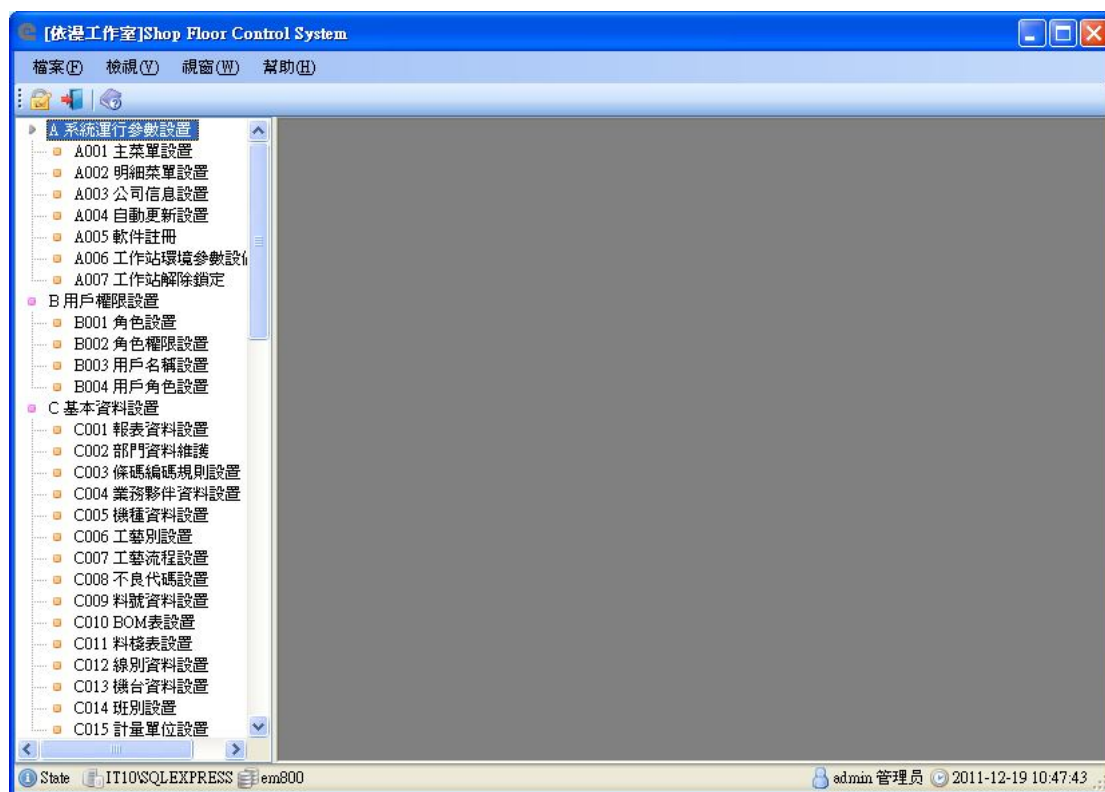 [依漫工作室]Shop Floor Control System
檔案(F) 檢視(V) 視窗(W) 幫助(H)
A 系統運行參數設置
A001 主菜單設置
A002 明細菜單設置
A003 公司信息設置
A004 自動更新設置
A005 軟件註冊
A006 工作站環境參數設
A007 工作站解除鎖定
B 用戶權限設置
B001 角色設置
B002 角色權限設置
B003 用戶名稱設置
B004 用戶角色設置
C 基本資料設置
C001 報表資料設置
C002 部門資料維護
C003 條碼編碼規則設置
C004 業務夥伴資料設置
C005 機種資料設置
C006 工藝別設置
C007 工藝流程設置
C008 不良代碼設置
C009 料號資料設置
C010 BOM表設置
C011 料棧表設置
C012 線別資料設置
C013 機台資料設置
C014 班別設置
C015 計量單位設置
State IT10\SQLEXPRESS em800 admin 管理员 2011-12-19 10:47:43